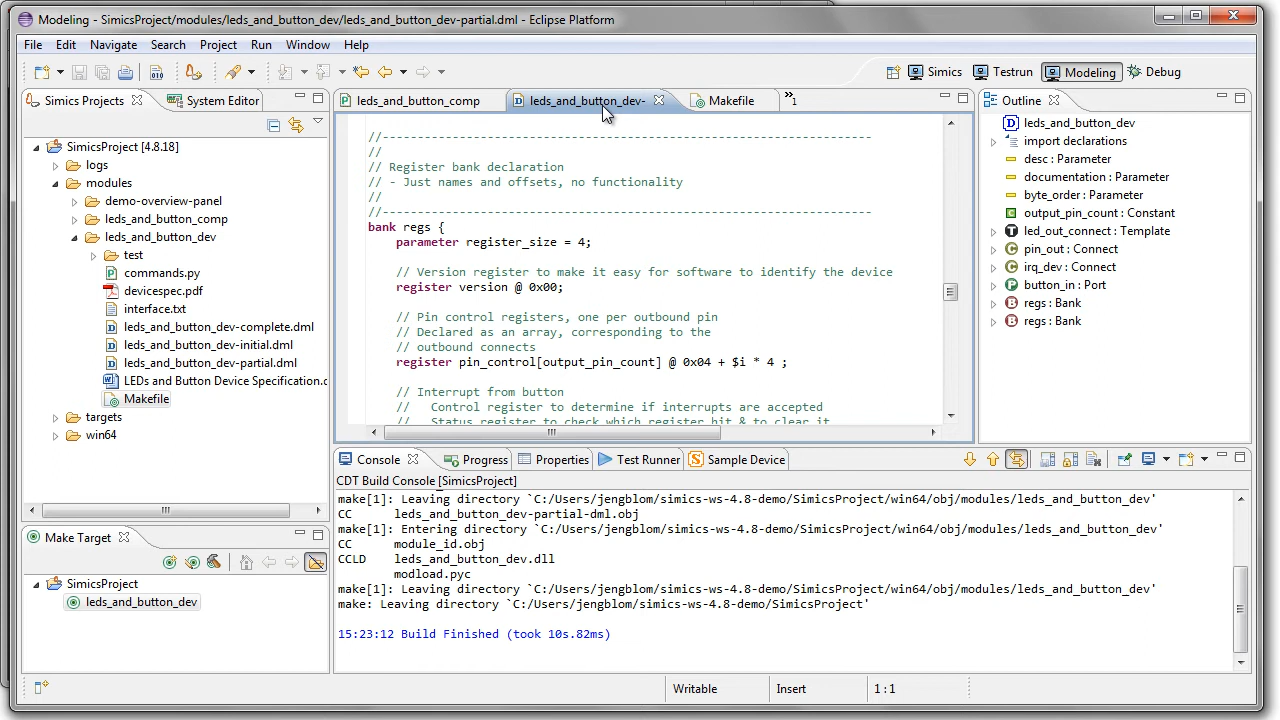 Modeling - SimicsProject/modules/leds_and_button_dev/leds_and_button_dev-partial.dml - Eclipse Platform
File Edit Navigate Search Project Run Window Help
Simics Testrun Modeling Debug
Simics Projects System Editor
SimicsProject [4.8.18]
logs
modules
demo-overview-panel
leds_and_button_comp
leds_and_button_dev
test
commands.py
devicespec.pdf
interface.txt
leds_and_button_dev-complete.dml
leds_and_button_dev-initial.dml
leds_and_button_dev-partial.dml
LEDs and Button Device Specification.d
Makefile
targets
win64
Make Target
SimicsProject
leds_and_button_dev
leds_and_button_comp leds_and_button_dev- Makefile »1
//---------------------------------------------------------------------
//
// Register bank declaration
// - Just names and offsets, no functionality
//
//---------------------------------------------------------------------
bank regs {
parameter register_size = 4;
// Version register to make it easy for software to identify the device
register version @ 0x00;
// Pin control registers, one per outbound pin
// Declared as an array, corresponding to the
// outbound connects
register pin_control[output_pin_count] @ 0x04 + $i * 4 ;
// Interrupt from button
//   Control register to determine if interrupts are accepted
//   Status register to check which register hit & to clear it
Outline
leds_and_button_dev
import declarations
desc : Parameter
documentation : Parameter
byte_order : Parameter
output_pin_count : Constant
led_out_connect : Template
pin_out : Connect
irq_dev : Connect
button_in : Port
regs : Bank
regs : Bank
Console Progress Properties Test Runner Sample Device
CDT Build Console [SimicsProject]
make[1]: Leaving directory `C:/Users/jengblom/simics-ws-4.8-demo/SimicsProject/win64/obj/modules/leds_and_button_dev'
CC      leds_and_button_dev-partial-dml.obj
make[1]: Entering directory `C:/Users/jengblom/simics-ws-4.8-demo/SimicsProject/win64/obj/modules/leds_and_button_dev'
CC      module_id.obj
CCLD    leds_and_button_dev.dll
modload.pyc
make[1]: Leaving directory `C:/Users/jengblom/simics-ws-4.8-demo/SimicsProject/win64/obj/modules/leds_and_button_dev'
make: Leaving directory `C:/Users/jengblom/simics-ws-4.8-demo/SimicsProject'
15:23:12 Build Finished (took 10s.82ms)
Writable Insert 1:1